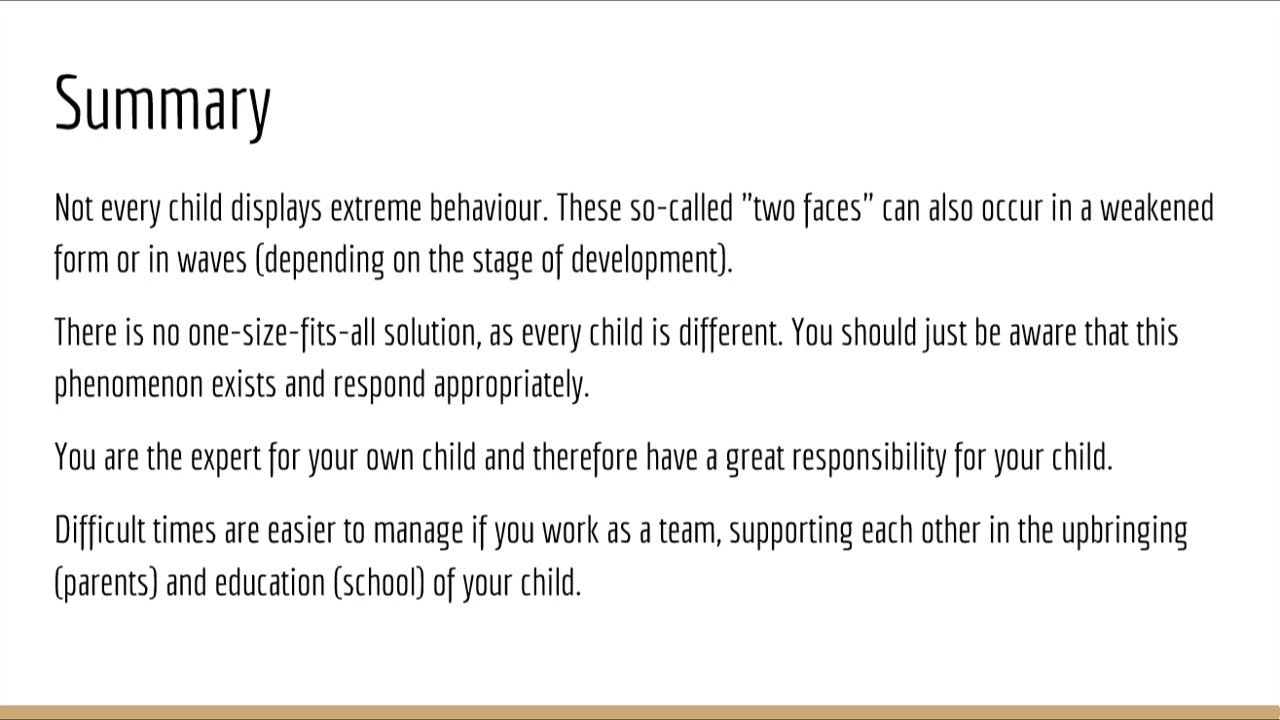 Summary
Not every child displays extreme behaviour. These so-called "two faces" can also occur in a weakened
form or in waves (depending on the stage of development).
There is no one-size-fits-all solution, as every child is different. You should just be aware that this
phenomenon exists and respond appropriately.
You are the expert for your own child and therefore have a great responsibility for your child.
Difficult times are easier to manage if you work as a team, supporting each other in the upbringing
(parents) and education (school) of your child.